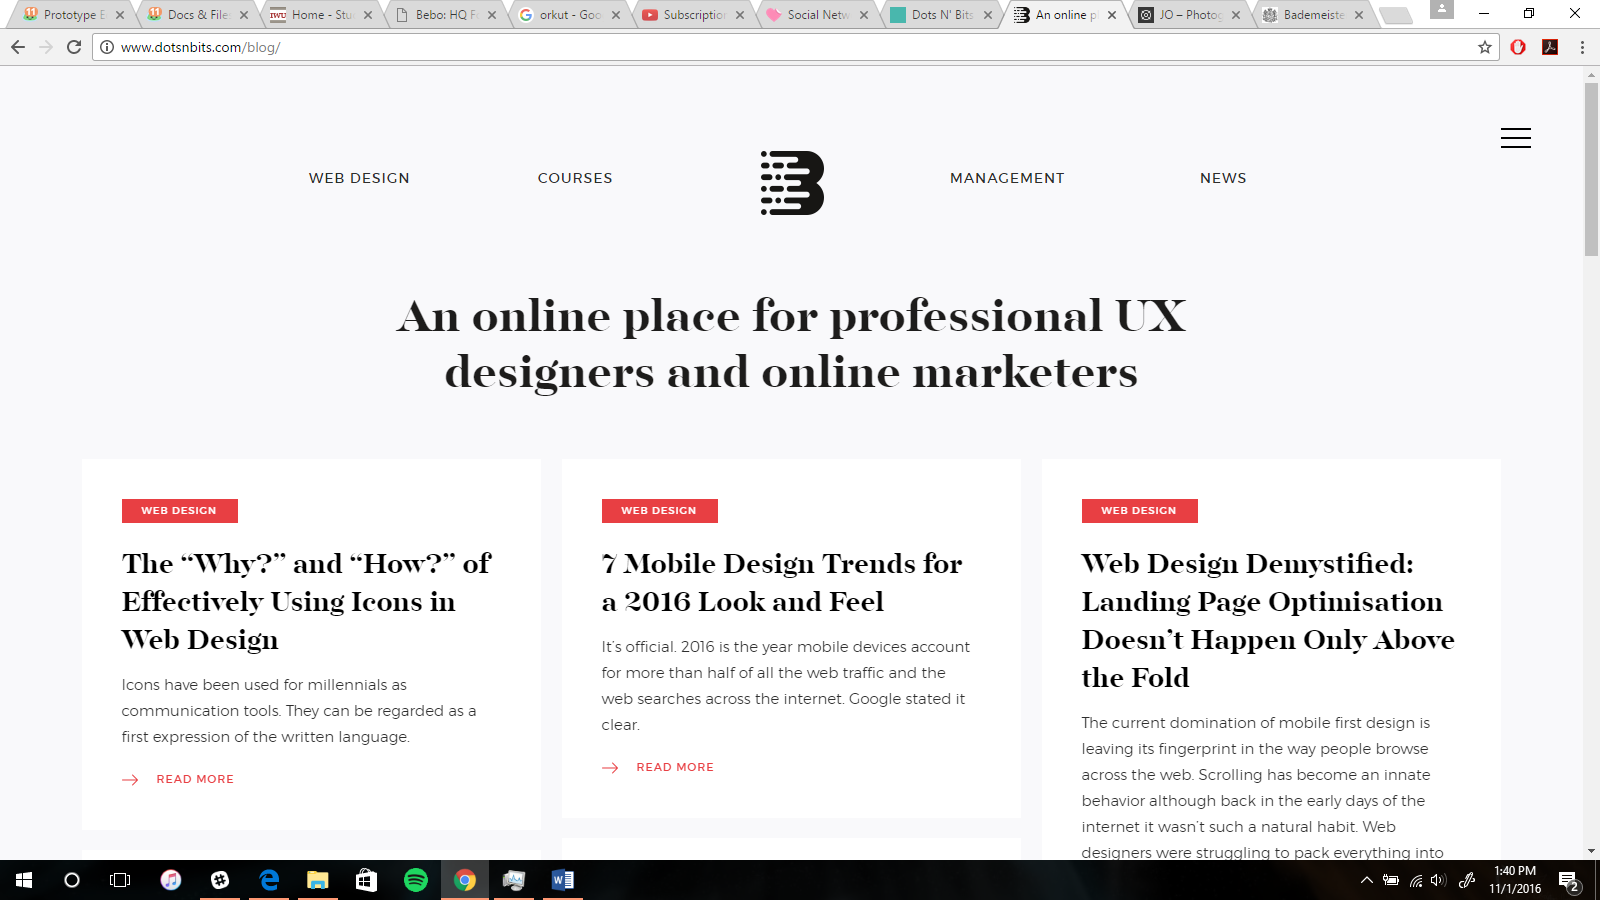 Prototype E
Docs & File
Home - Stu
Bebo: HQ F
orkut - Goo
Subscription
Social Netw
Dots N' Bits
An online p
JO – Photog
Bademeiste
www.dotsnbits.com/blog/
WEB DESIGN
COURSES
MANAGEMENT
NEWS
An online place for professional UX
designers and online marketers
WEB DESIGN
The “Why?” and “How?” of
Effectively Using Icons in
Web Design
Icons have been used for millennials as
communication tools. They can be regarded as a
first expression of the written language.
READ MORE
WEB DESIGN
7 Mobile Design Trends for
a 2016 Look and Feel
It’s official. 2016 is the year mobile devices account
for more than half of all the web traffic and the
web searches across the internet. Google stated it
clear.
READ MORE
WEB DESIGN
Web Design Demystified:
Landing Page Optimisation
Doesn’t Happen Only Above
the Fold
The current domination of mobile first design is
leaving its fingerprint in the way people browse
across the web. Scrolling has become an innate
behavior although back in the early days of the
internet it wasn’t such a natural habit. Web
designers were struggling to pack everything into
1:40 PM
11/1/2016
2